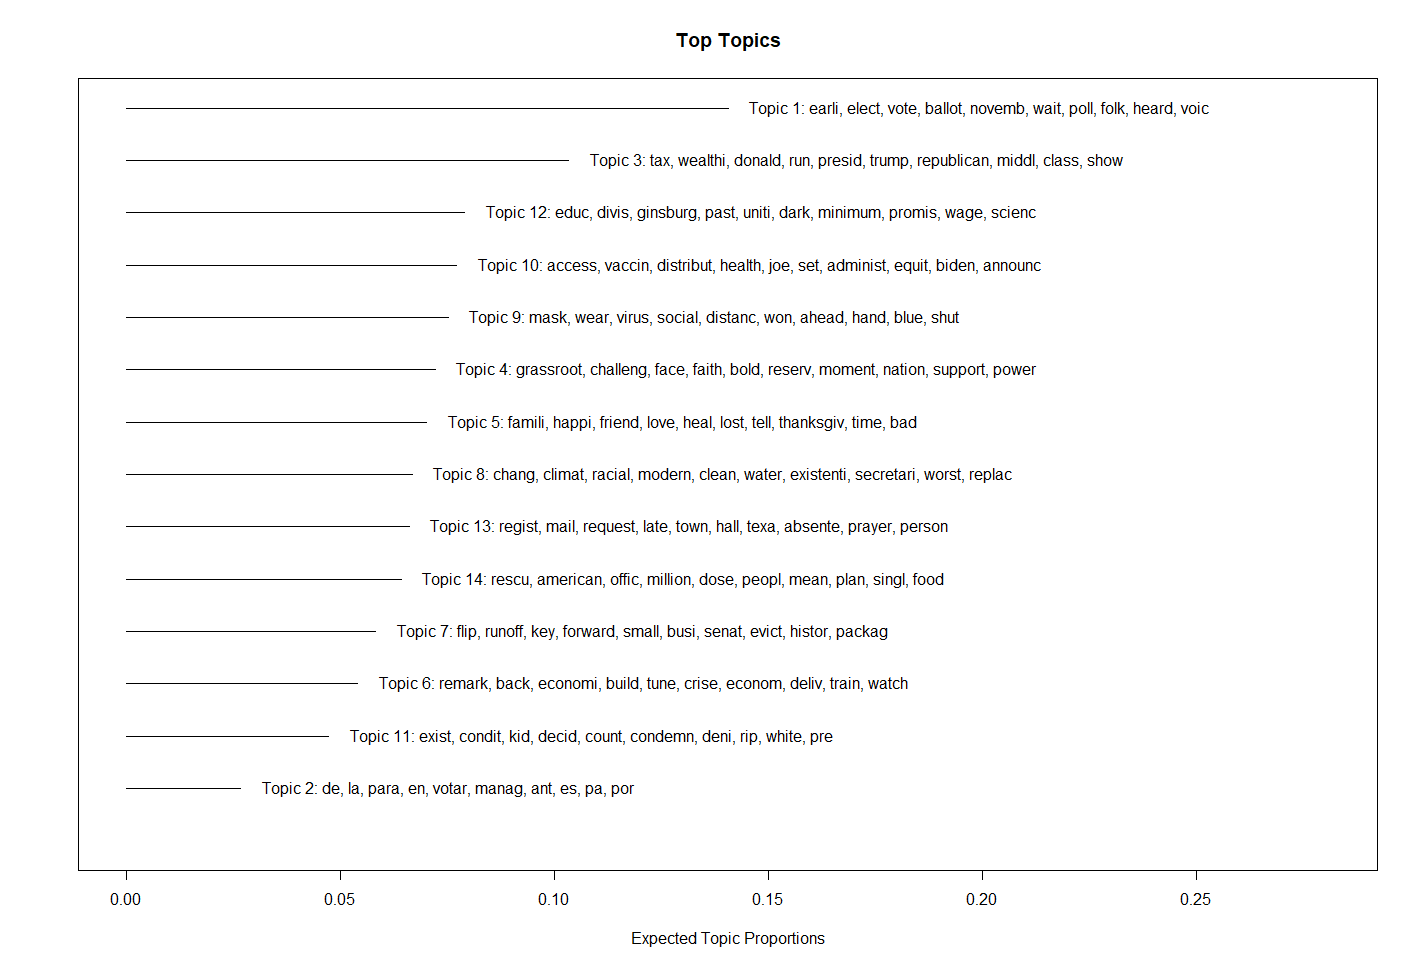 Top Topics
Topic 1: earli, elect, vote, ballot, novemb, wait, poll, folk, heard, voic
Topic 3: tax, wealthi, donald, run, presid, trump, republican, middl, class, show
Topic 12: educ, divis, ginsburg, past, uniti, dark, minimum, promis, wage, scienc
Topic 10: access, vaccin, distribut, health, joe, set, administ, equit, biden, announc
Topic 9: mask, wear, virus, social, distanc, won, ahead, hand, blue, shut
Topic 4: grassroot, challeng, face, faith, bold, reserv, moment, nation, support, power
Topic 5: famili, happi, friend, love, heal, lost, tell, thanksgiv, time, bad
Topic 8: chang, climat, racial, modern, clean, water, existenti, secretari, worst, replac
Topic 13: regist, mail, request, late, town, hall, texa, absente, prayer, person
Topic 14: rescu, american, offic, million, dose, peopl, mean, plan, singl, food
Topic 7: flip, runoff, key, forward, small, busi, senat, evict, histor, packag
Topic 6: remark, back, economi, build, tune, crise, econom, deliv, train, watch
Topic 11: exist, condit, kid, decid, count, condemn, deni, rip, white, pre
Topic 2: de, la, para, en, votar, manag, ant, es, pa, por
0.00 0.05 0.10 0.15 0.20 0.25
Expected Topic Proportions